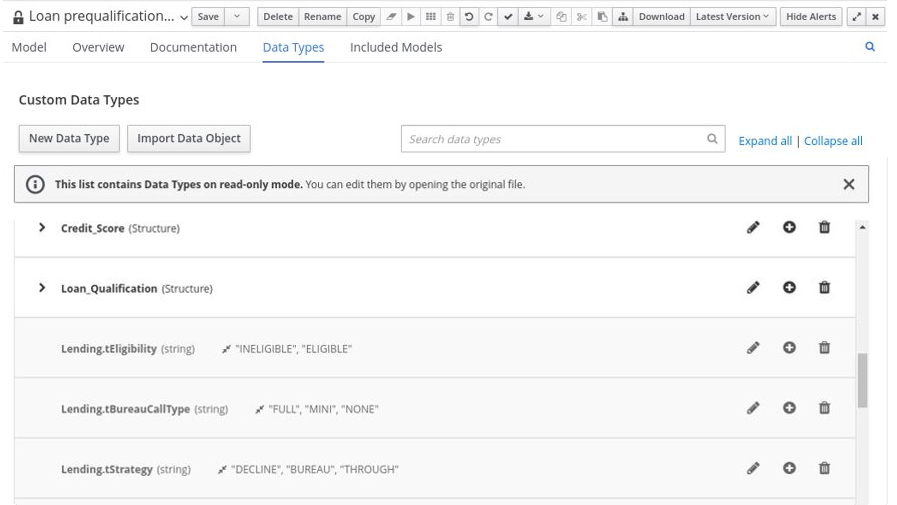 Loan prequalification... Save Delete Rename Copy Download Latest Version Hide Alerts
Model Overview Documentation Data Types Included Models
Custom Data Types
New Data Type Import Data Object Search data types Expand all | Collapse all
This list contains Data Types on read-only mode. You can edit them by opening the original file.
Credit_Score (Structure)
Loan_Qualification (Structure)
Lending.tEligibility (string) "INELIGIBLE", "ELIGIBLE"
Lending.tBureauCallType (string) "FULL", "MINI", "NONE"
Lending.tStrategy (string) "DECLINE", "BUREAU", "THROUGH"